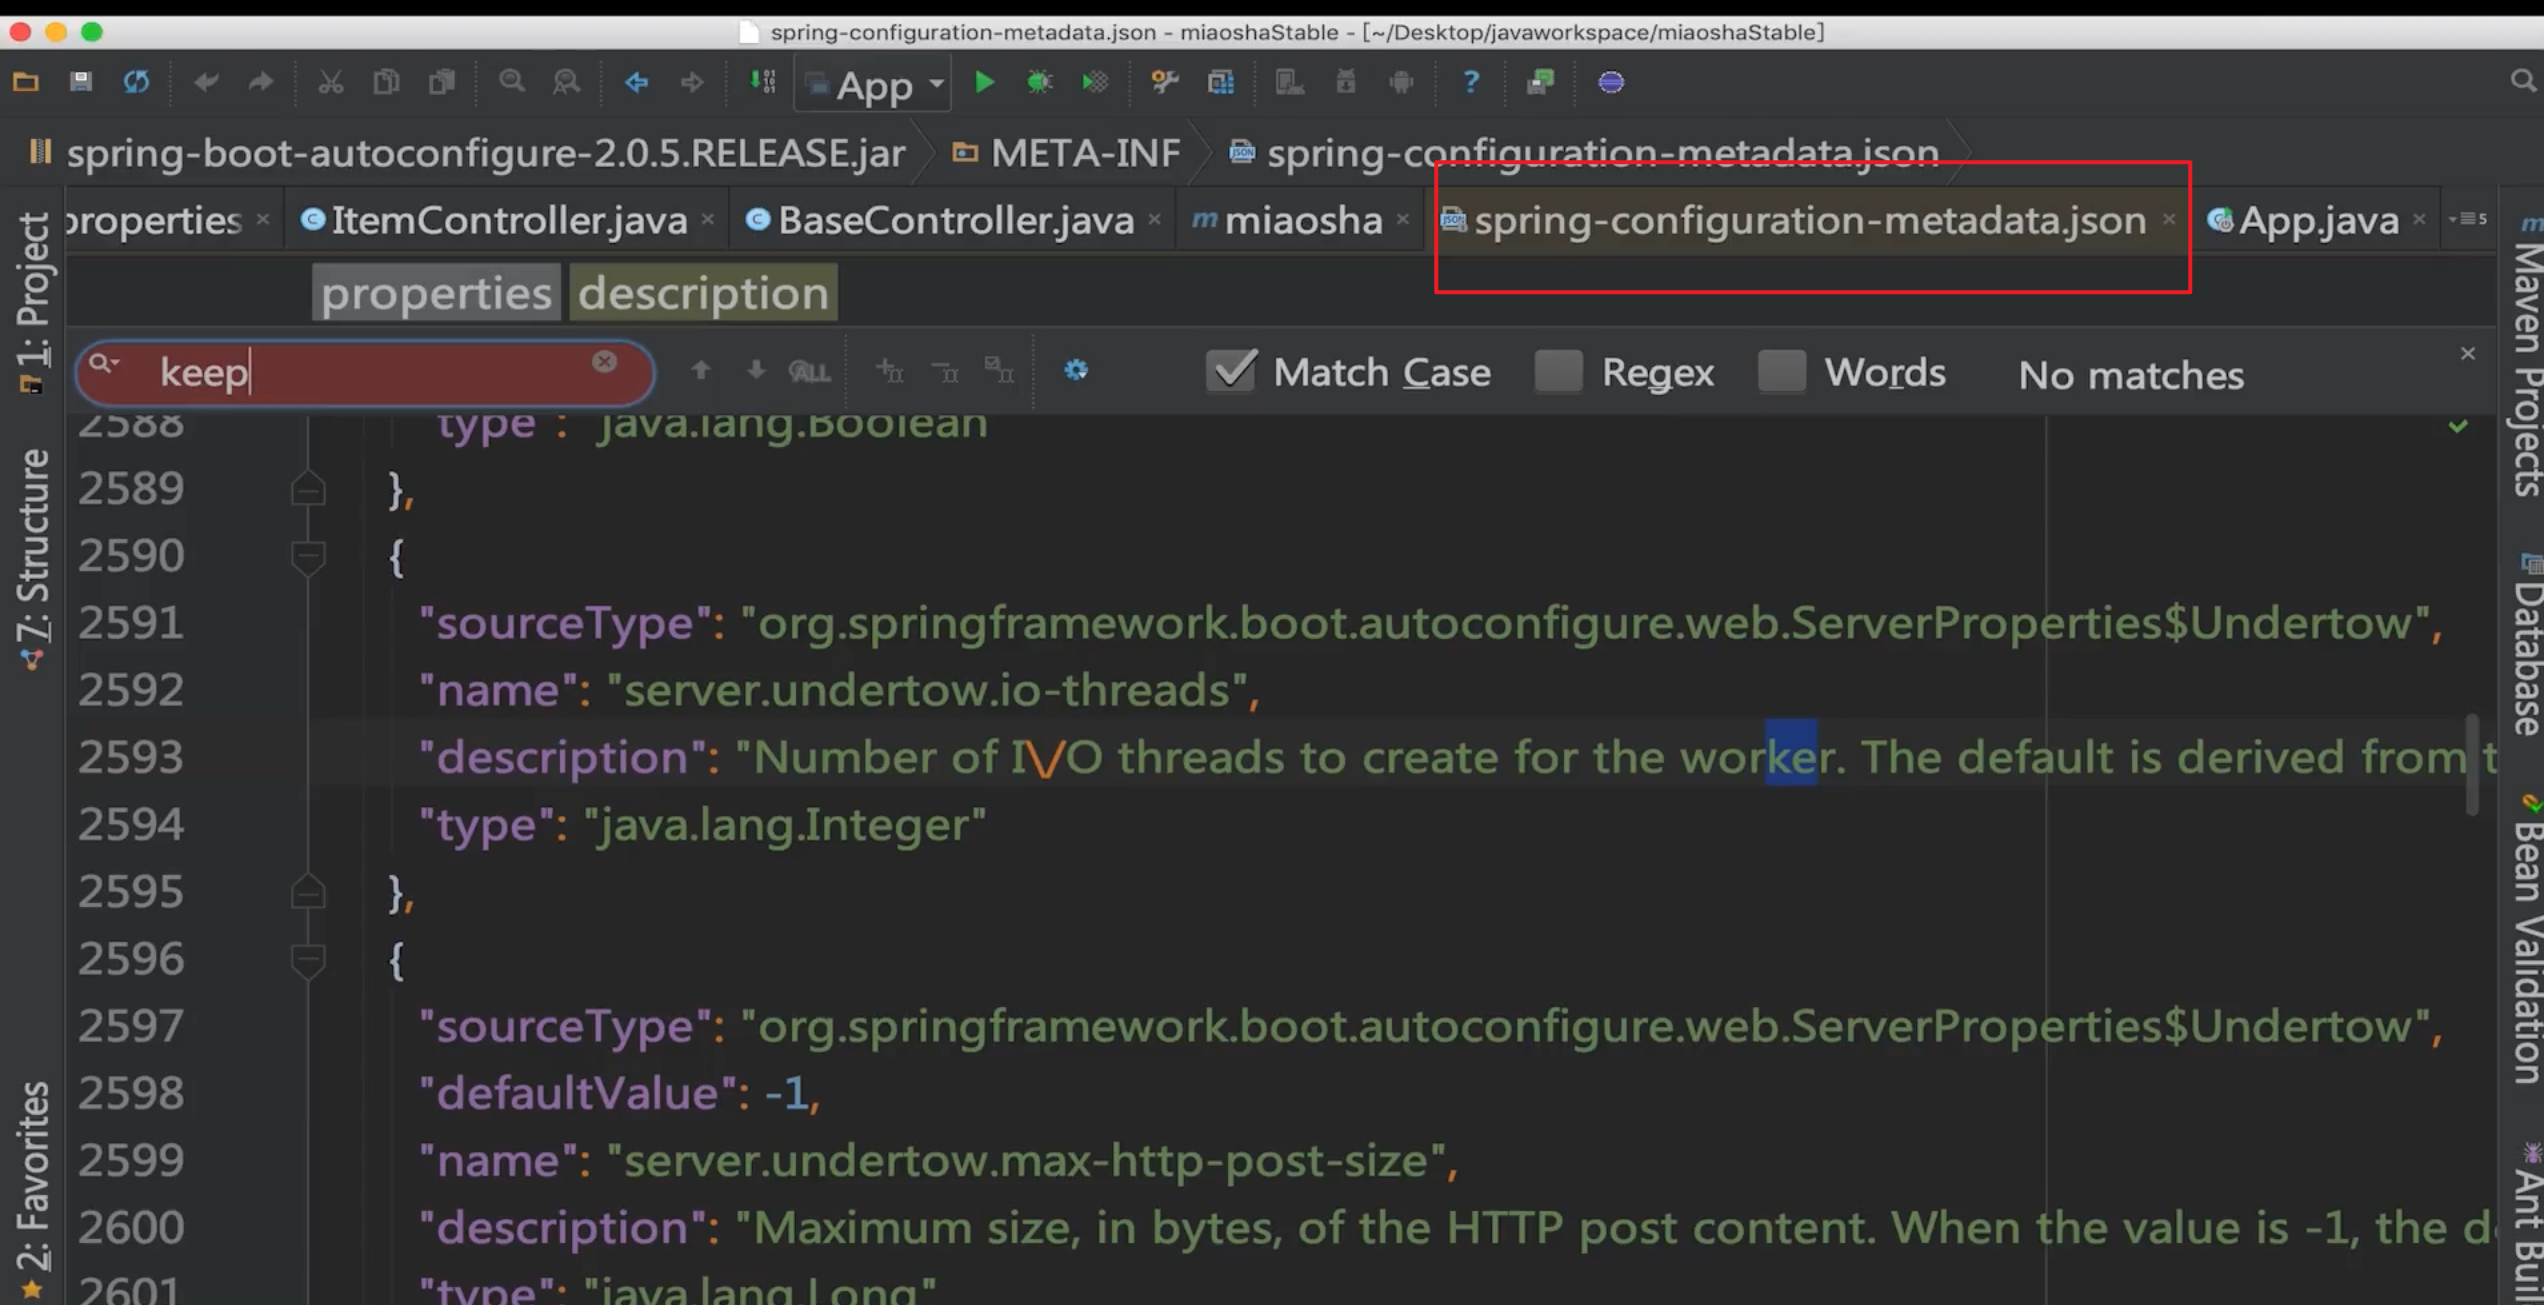 spring-configuration-metadata.json - miaoshaStable - [~/Desktop/javaworkspace/miaoshaStable]
App
spring-boot-autoconfigure-2.0.5.RELEASE.jar META-INF spring-configuration-metadata.json
properties ItemController.java BaseController.java m miaosha spring-configuration-metadata.json App.java 5
properties description
keep Match Case Regex Words No matches
2588 type : java.lang.Boolean
2589 },
2590 {
2591 "sourceType": "org.springframework.boot.autoconfigure.web.ServerProperties$Undertow",
2592 "name": "server.undertow.io-threads",
2593 "description": "Number of I\/O threads to create for the worker. The default is derived from t
2594 "type": "java.lang.Integer"
2595 },
2596 {
2597 "sourceType": "org.springframework.boot.autoconfigure.web.ServerProperties$Undertow",
2598 "defaultValue": -1,
2599 "name": "server.undertow.max-http-post-size",
2600 "description": "Maximum size, in bytes, of the HTTP post content. When the value is -1, the d
2601 "type": "java.lang.Long"
1: Project
7: Structure
2: Favorites
Maven Projects
Database
Bean Validation
Ant Buil